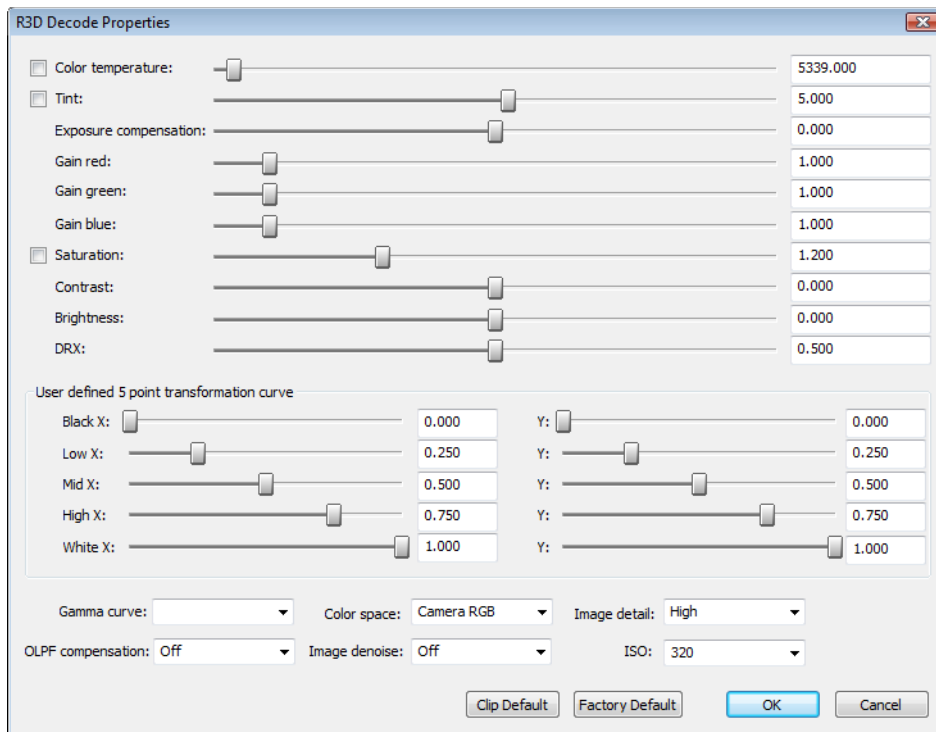 R3D Decode Properties
Color temperature: 5339.000
Tint: 5.000
Exposure compensation: 0.000
Gain red: 1.000
Gain green: 1.000
Gain blue: 1.000
Saturation: 1.200
Contrast: 0.000
Brightness: 0.000
DRX: 0.500
User defined 5 point transformation curve
Black X: 0.000 Y: 0.000
Low X: 0.250 Y: 0.250
Mid X: 0.500 Y: 0.500
High X: 0.750 Y: 0.750
White X: 1.000 Y: 1.000
Gamma curve: Color space: Camera RGB Image detail: High
OLPF compensation: Off Image denoise: Off ISO: 320
Clip Default Factory Default OK Cancel